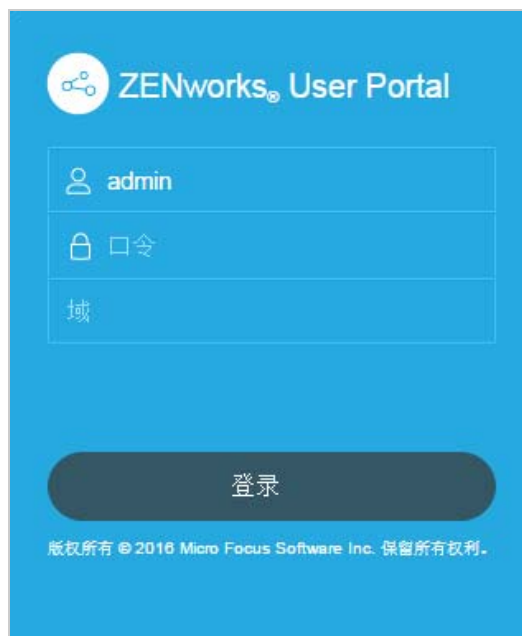 ZENworks® User Portal
admin
口令
域
登录
版权所有 © 2016 Micro Focus Software Inc. 保留所有权利。